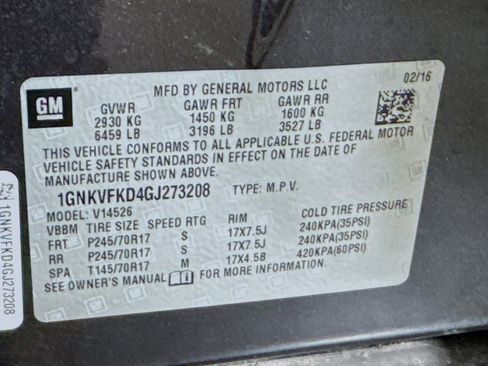 MFD BY GENERAL MOTORS LLC 02/16
GM
GVWR GAWR FRT GAWR RR
2930 KG 1450 KG 1600 KG
6459 LB 3196 LB 3527 LB
THIS VEHICLE CONFORMS TO ALL APPLICABLE U.S. FEDERAL MOTOR
VEHICLE SAFETY STANDARDS IN EFFECT ON THE DATE OF
MANUFACTURE SHOWN ABOVE.
1GNKVFKD4GJ273208 TYPE: M.P.V.
MODEL: V14526
VBBM TIRE SIZE SPEED RTG RIM COLD TIRE PRESSURE
FRT P245/70R17 S 17X7.5J 240KPA(35PSI)
RR P245/70R17 S 17X7.5J 240KPA(35PSI)
SPA T145/70R17 M 17X4.5B 420KPA(60PSI)
SEE OWNER'S MANUAL FOR MORE INFORMATION.
1GNKVFKD4GJ273208